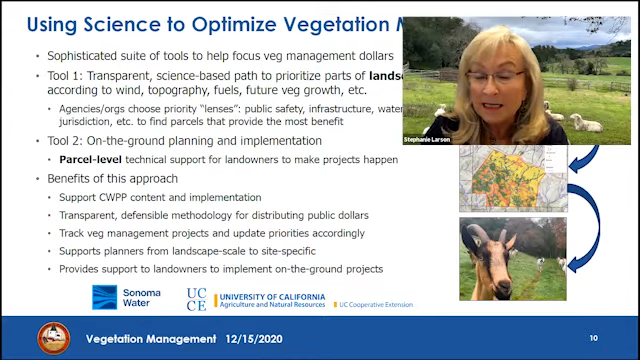 Using Science to Optimize Vegetation M
Sophisticated suite of tools to help focus veg management dollars
Tool 1: Transparent, science-based path to prioritize parts of lands
according to wind, topography, fuels, future veg growth, etc.
Agencies/orgs choose priority "lenses": public safety, infrastructure, water
jurisdiction, etc. to find parcels that provide the most benefit
Stephanie Larson
Tool 2: On-the-ground planning and implementation
Parcel-level technical support for landowners to make projects happen
Benefits of this approach
Support CWPP content and implementation
Transparent, defensible methodology for distributing public dollars
Track veg management projects and update priorities accordingly
Supports planners from landscape-scale to site-specific
Provides support to landowners to implement on-the-ground projects
Sonoma
Water
UC
CE
UNIVERSITY OF CALIFORNIA
Agriculture and Natural Resources
UC Cooperative Extension
Vegetation Management 12/15/2020
10